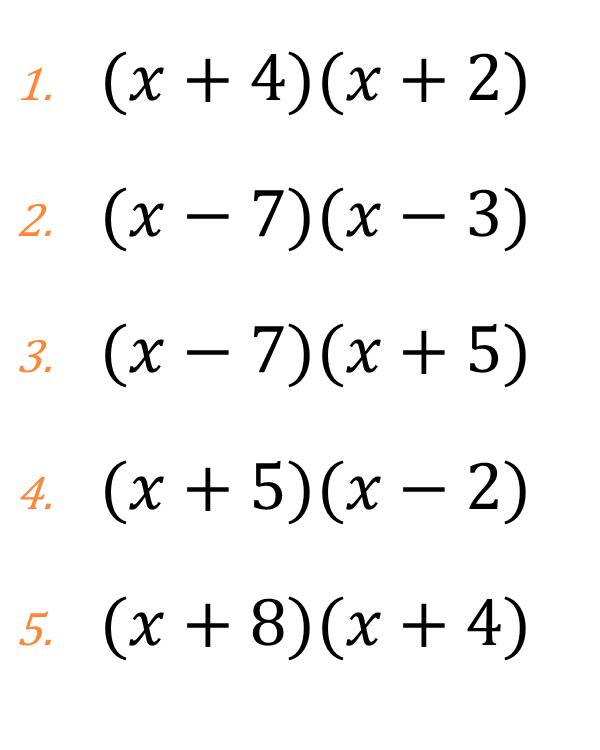 1. (x + 4)(x + 2)
2. (x − 7)(x − 3)
3. (x − 7)(x + 5)
4. (x + 5)(x − 2)
5. (x + 8)(x + 4)